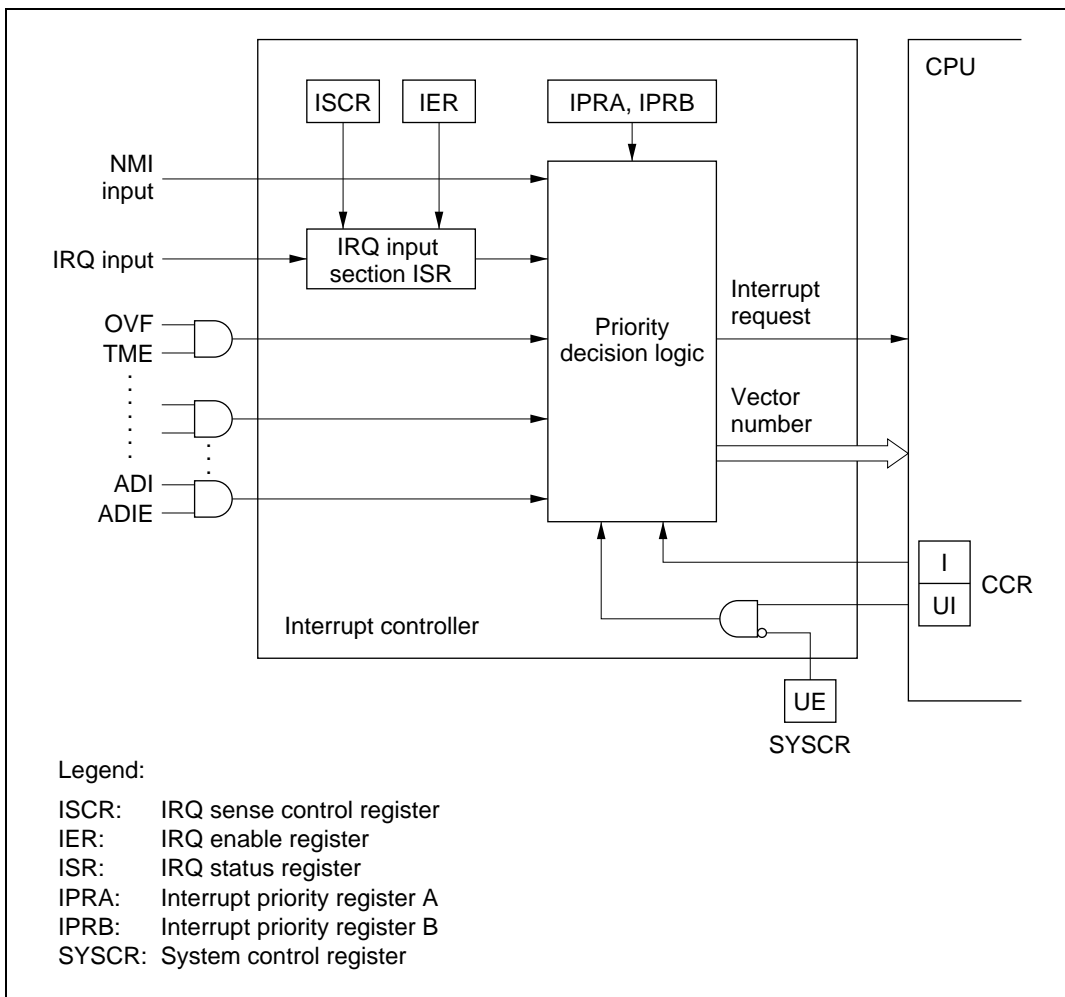 CPU
ISCR
IER
IPRA, IPRB
NMI
input
IRQ input
IRQ input
section ISR
OVF
TME
Priority
decision logic
Interrupt
request
Vector
number
ADI
ADIE
I
UI
CCR
Interrupt controller
UE
SYSCR
Legend:
ISCR: IRQ sense control register
IER: IRQ enable register
ISR: IRQ status register
IPRA: Interrupt priority register A
IPRB: Interrupt priority register B
SYSCR: System control register